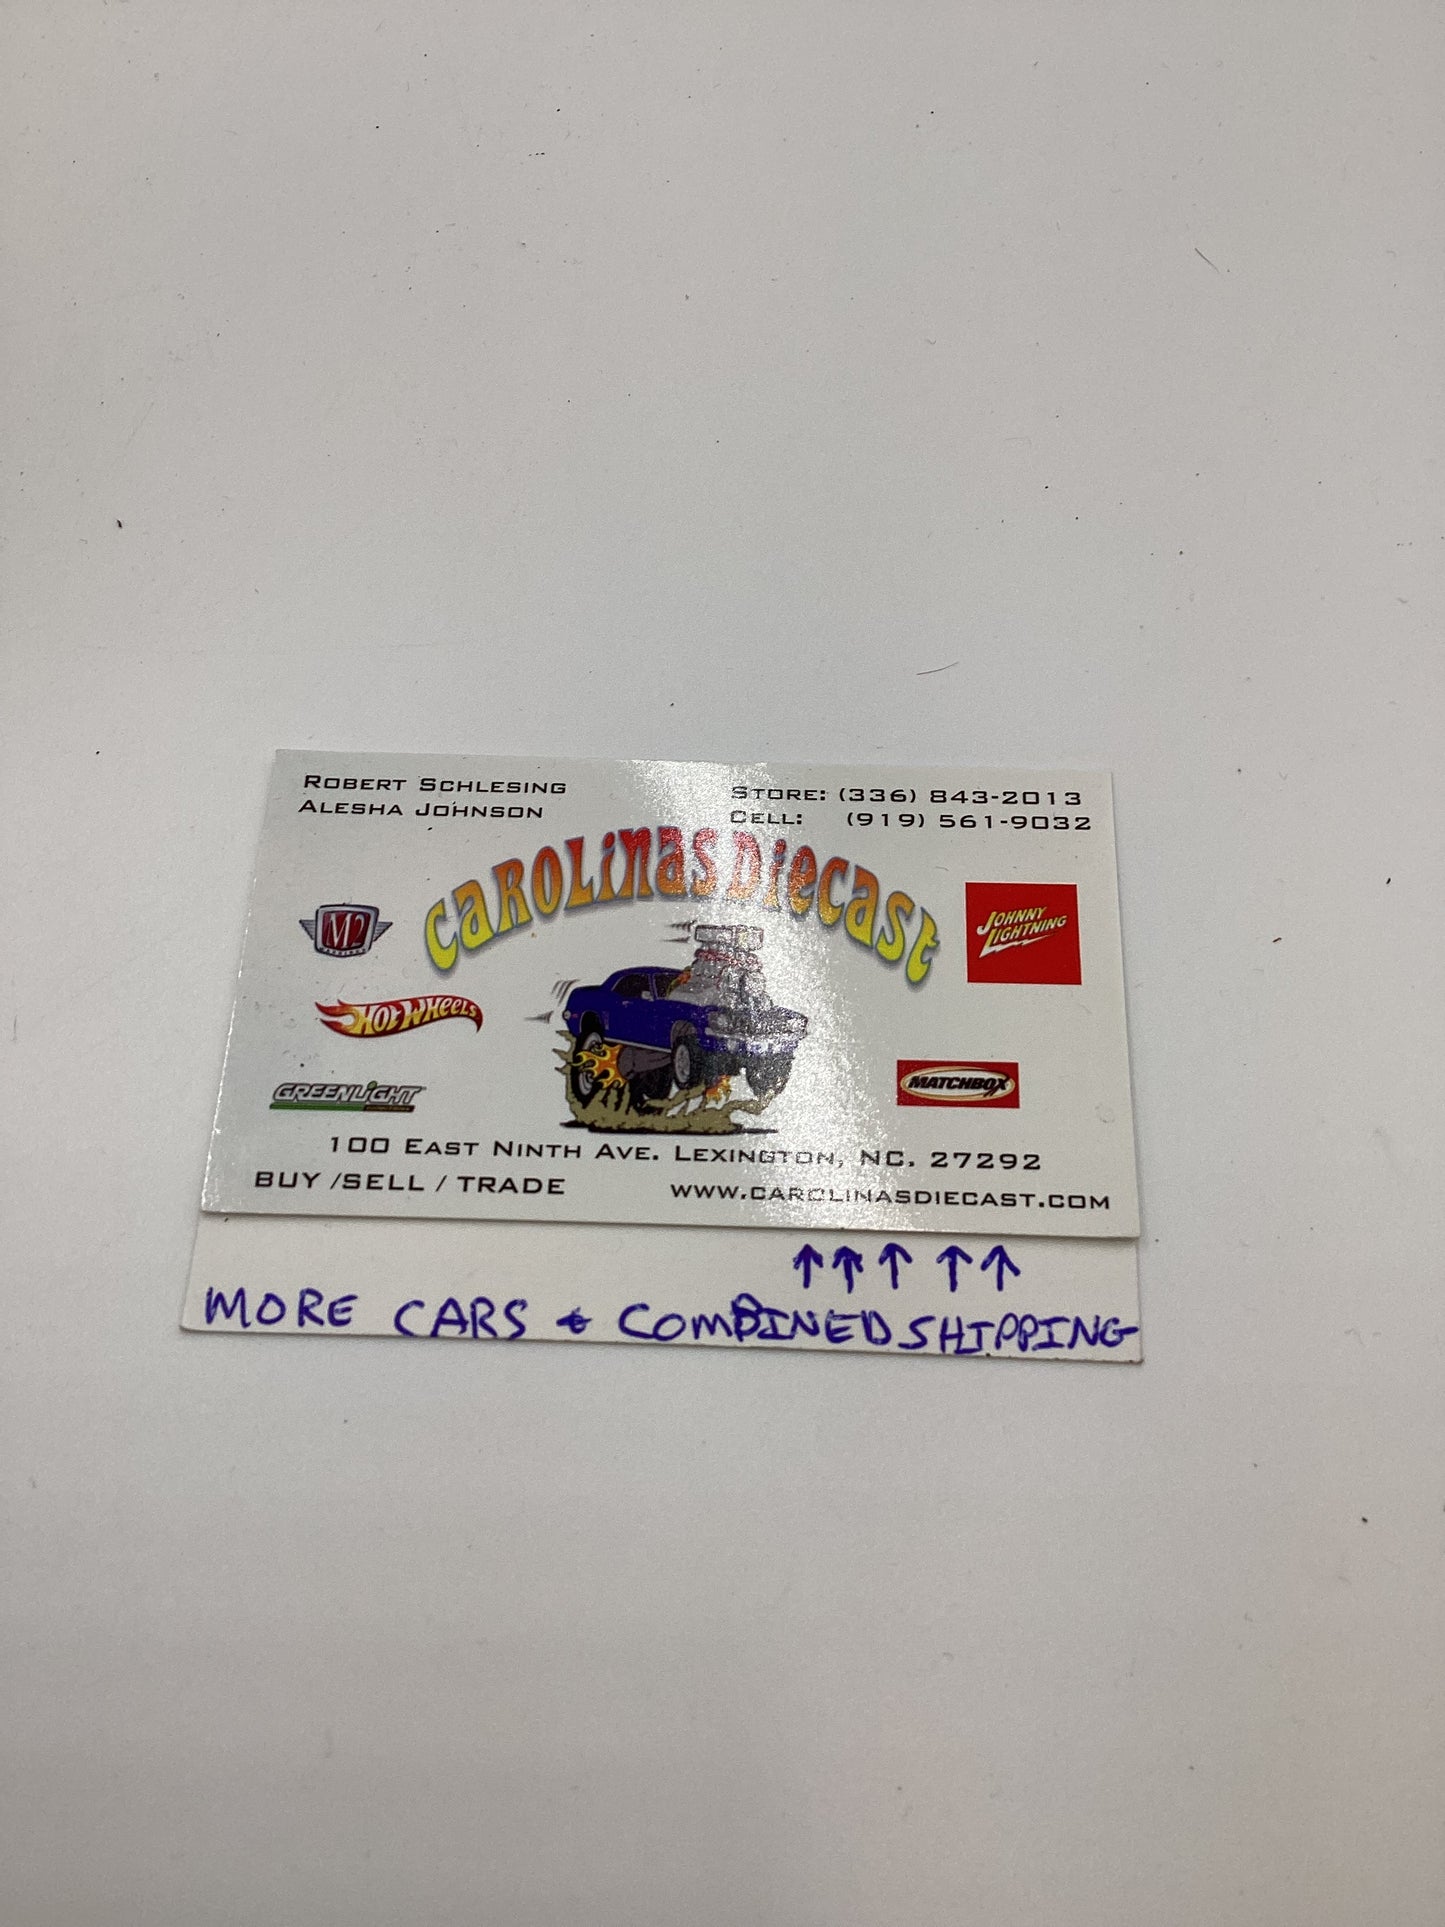 Robert Schlesing
Alesha Johnson
Store: (336) 843-2013
Cell: (919) 561-9032
Carolinas Diecast
M2
Johnny Lightning
Hot Wheels
GREENLiGHT
MATCHBOX
100 East Ninth Ave. Lexington, NC. 27292
BUY /SELL / TRADE
www.carolinasdiecast.com
↑↑↑ ↑↑
MORE CARS & COMBINED SHIPPING